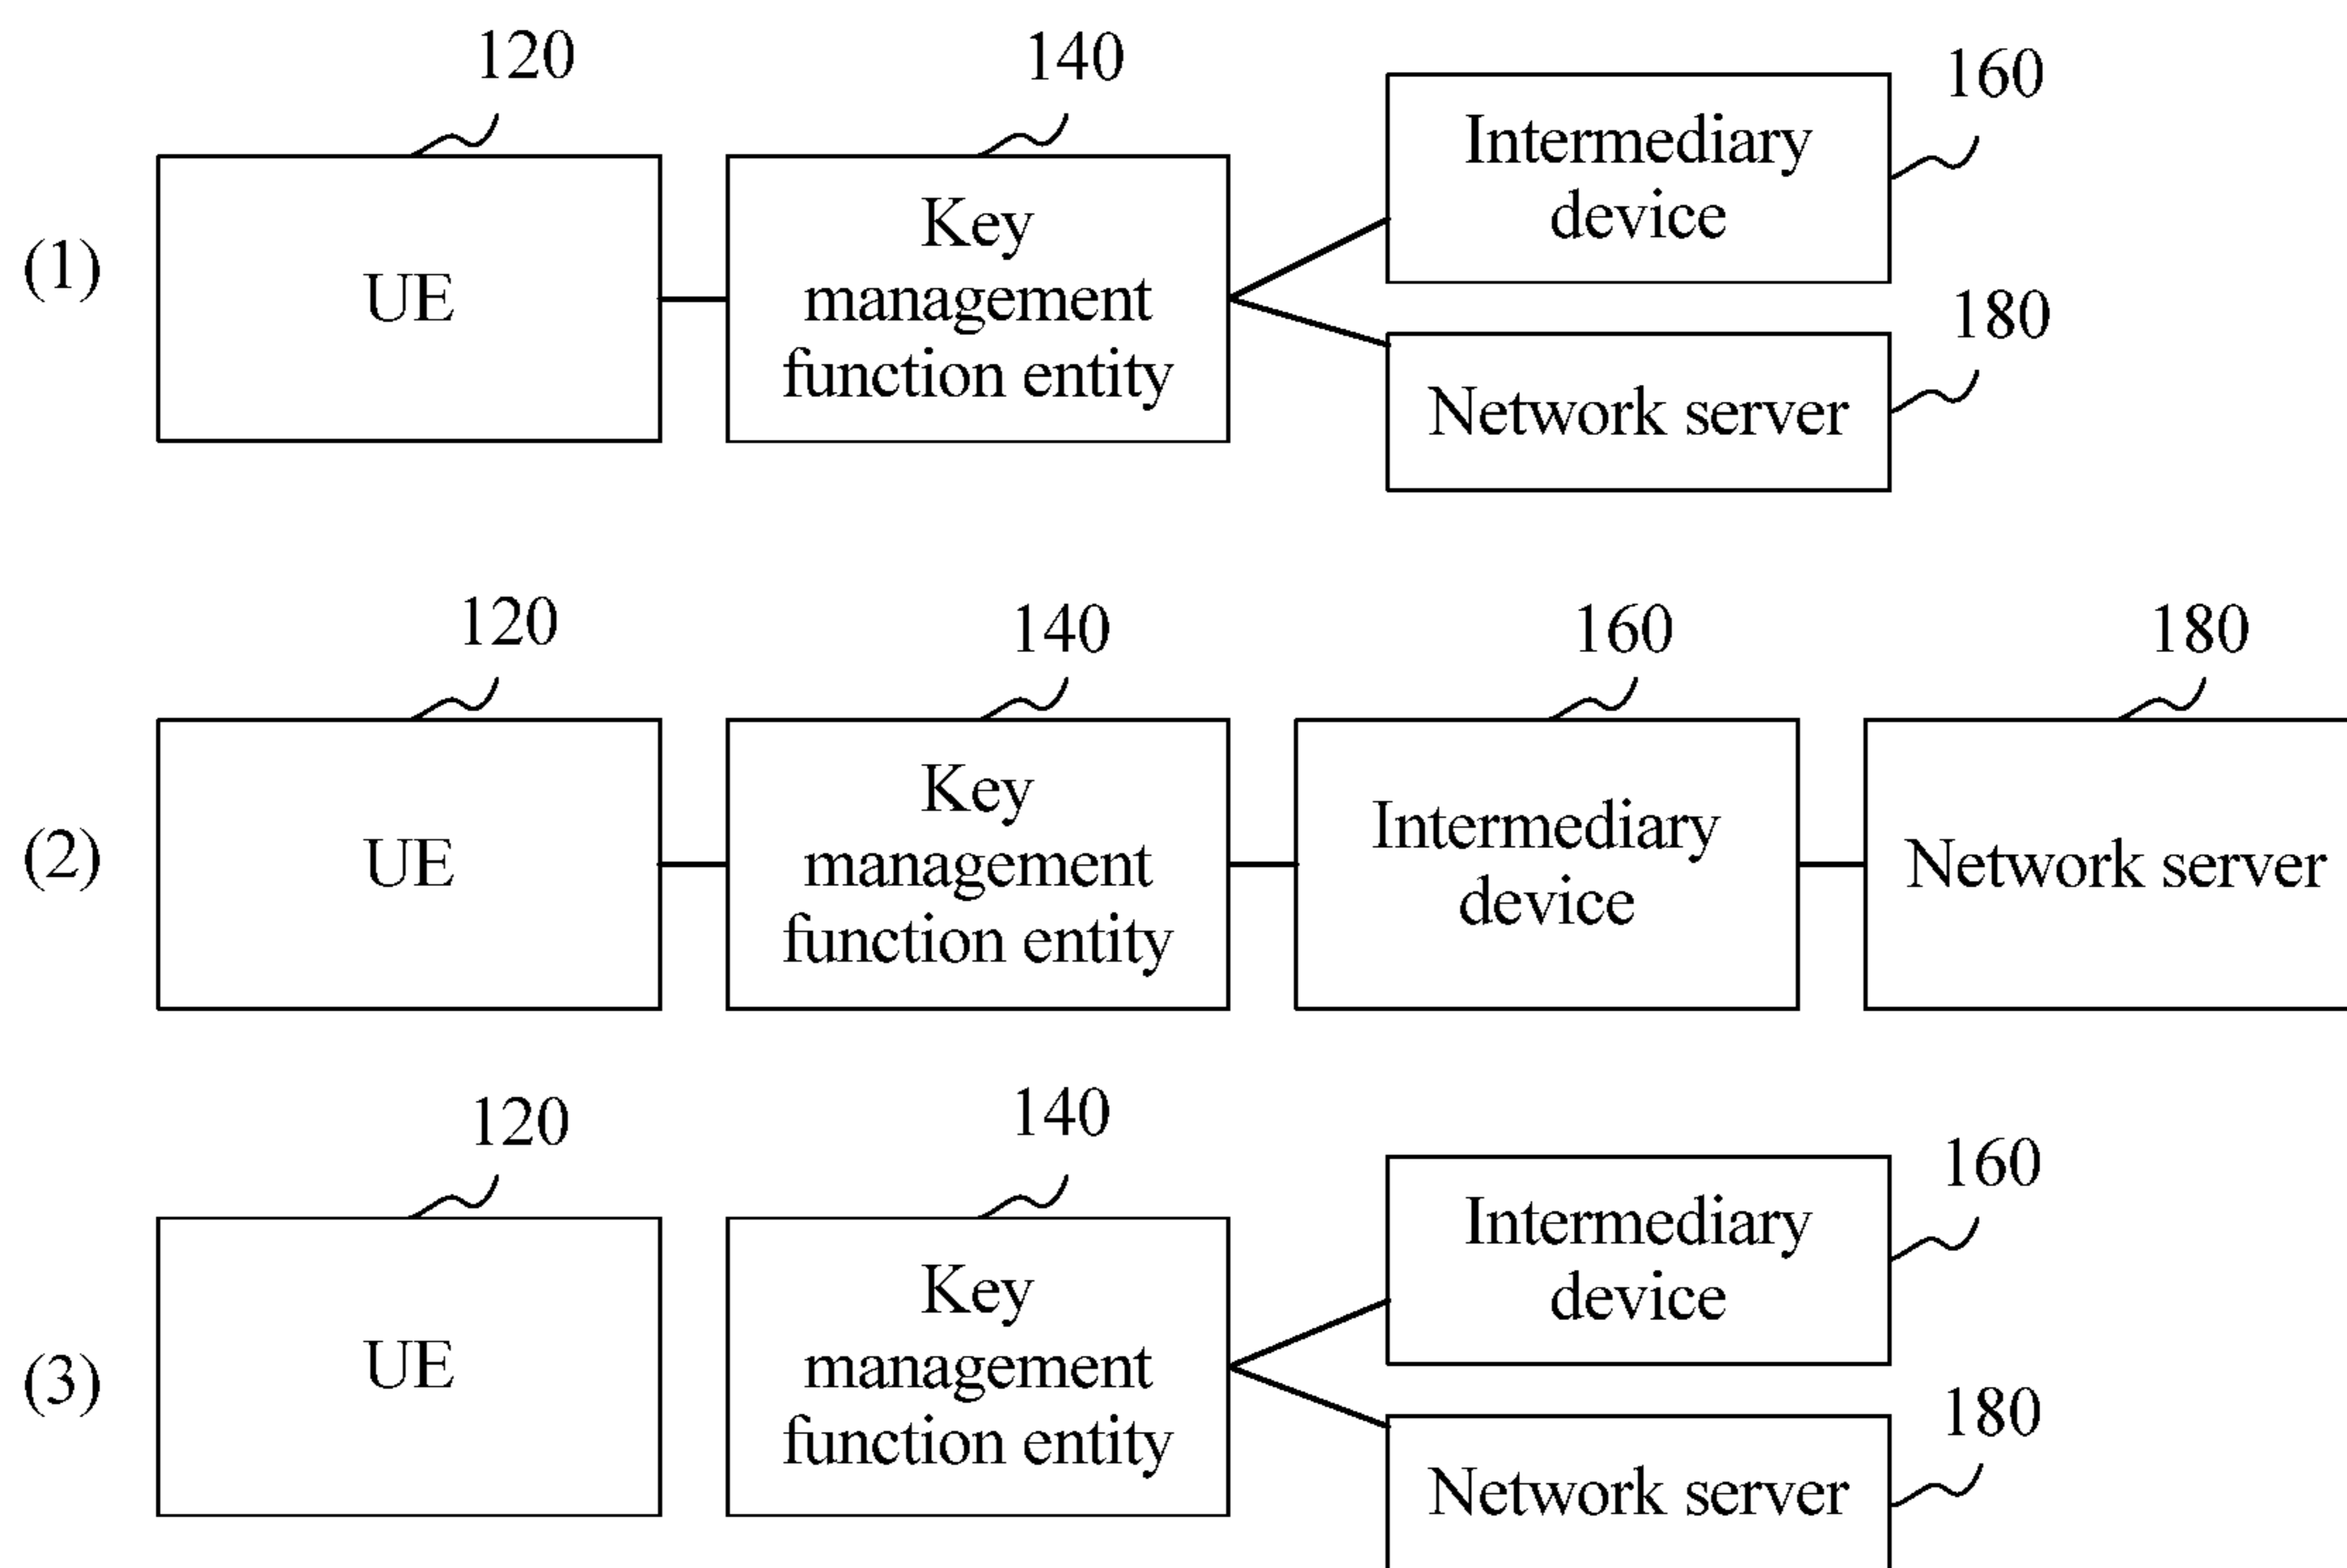 120
140
160
Intermediary
device
(1)
UE
Key
management
function entity
180
Network server
120
140
160
180
(2)
UE
Key
management
function entity
Intermediary
device
Network server
120
140
160
Intermediary
device
(3)
UE
Key
management
function entity
180
Network server